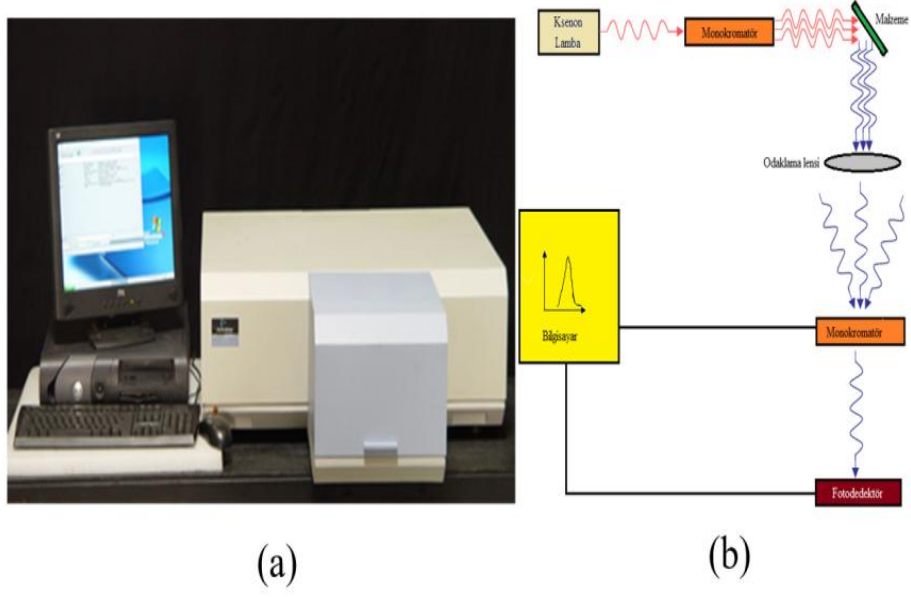 Ksenon
Lamba
Monokromatör
Malzeme
Odaklama lensi
Bilgisayar
Monokromatör
Fotodedektör
(a)
(b)